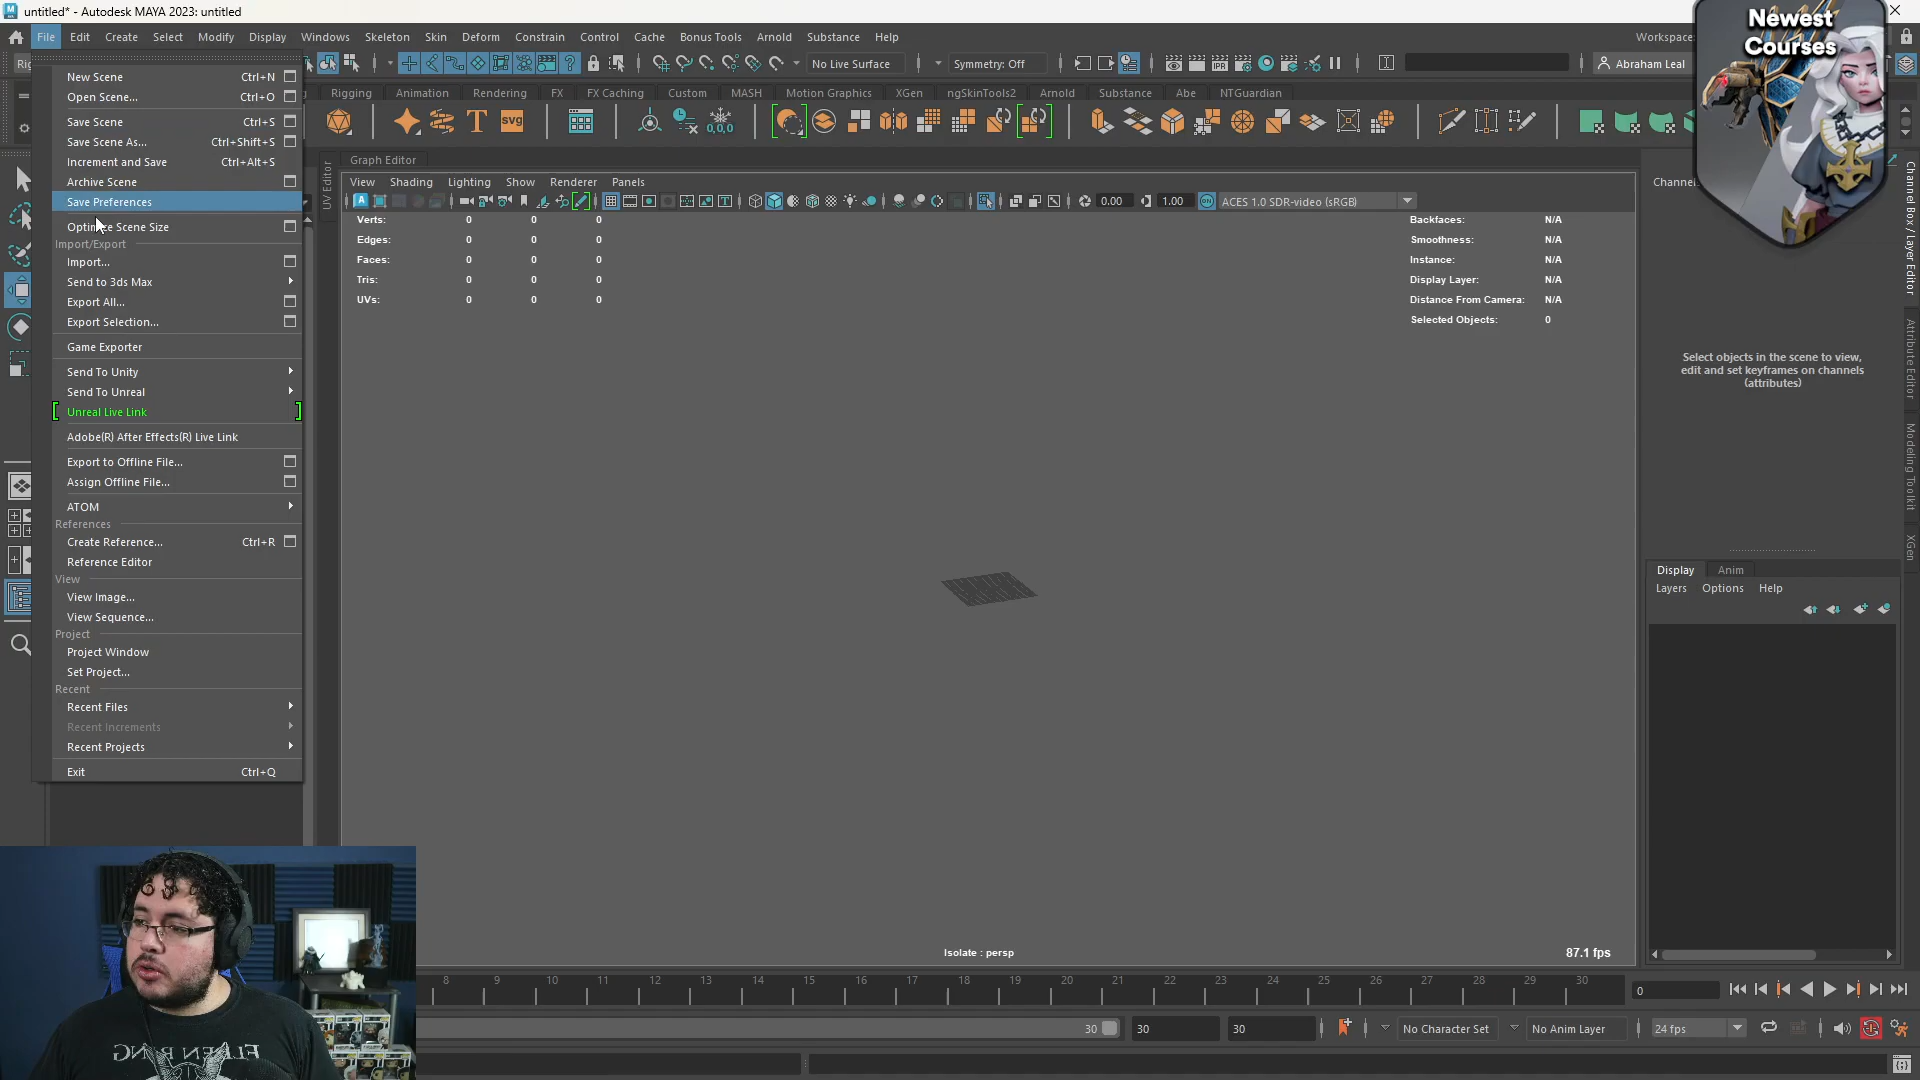 untitled* - Autodesk MAYA 2023: untitled
File Edit Create Select Modify Display Windows Skeleton Skin Deform Constrain Control Cache Bonus Tools Arnold Substance Help
Workspace:
No Live Surface
Symmetry: Off
Abraham Leal
Newest
Courses
Rigging Animation Rendering FX FX Caching Custom MASH Motion Graphics XGen ngSkinTools2 Arnold Substance Abe NTGuardian
New Scene Ctrl+N
Open Scene... Ctrl+O
Save Scene Ctrl+S
Save Scene As... Ctrl+Shift+S
Increment and Save Ctrl+Alt+S
Archive Scene
Save Preferences
Optimize Scene Size
Import/Export
Import...
Send to 3ds Max
Export All...
Export Selection...
Game Exporter
Send To Unity
Send To Unreal
Unreal Live Link
Adobe(R) After Effects(R) Live Link
Export to Offline File...
Assign Offline File...
ATOM
References
Create Reference... Ctrl+R
Reference Editor
View
View Image...
View Sequence...
Project
Project Window
Set Project...
Recent
Recent Files
Recent Increments
Recent Projects
Exit Ctrl+Q
UV Editor
Graph Editor
View Shading Lighting Show Renderer Panels
0.00 1.00 ACES 1.0 SDR-video (sRGB)
Verts: 0 0 0
Edges: 0 0 0
Faces: 0 0 0
Tris: 0 0 0
UVs: 0 0 0
Backfaces: N/A
Smoothness: N/A
Instance: N/A
Display Layer: N/A
Distance From Camera: N/A
Selected Objects: 0
Isolate : persp
87.1 fps
Select objects in the scene to view,
edit and set keyframes on channels
(attributes)
Display Anim
Layers Options Help
Channel Box / Layer Editor
Attribute Editor
Modeling Toolkit
XGen
8 9 10 11 12 13 14 15 16 17 18 19 20 21 22 23 24 25 26 27 28 29 30
0
30 30 30
No Character Set
No Anim Layer
24 fps
ELDEN RING